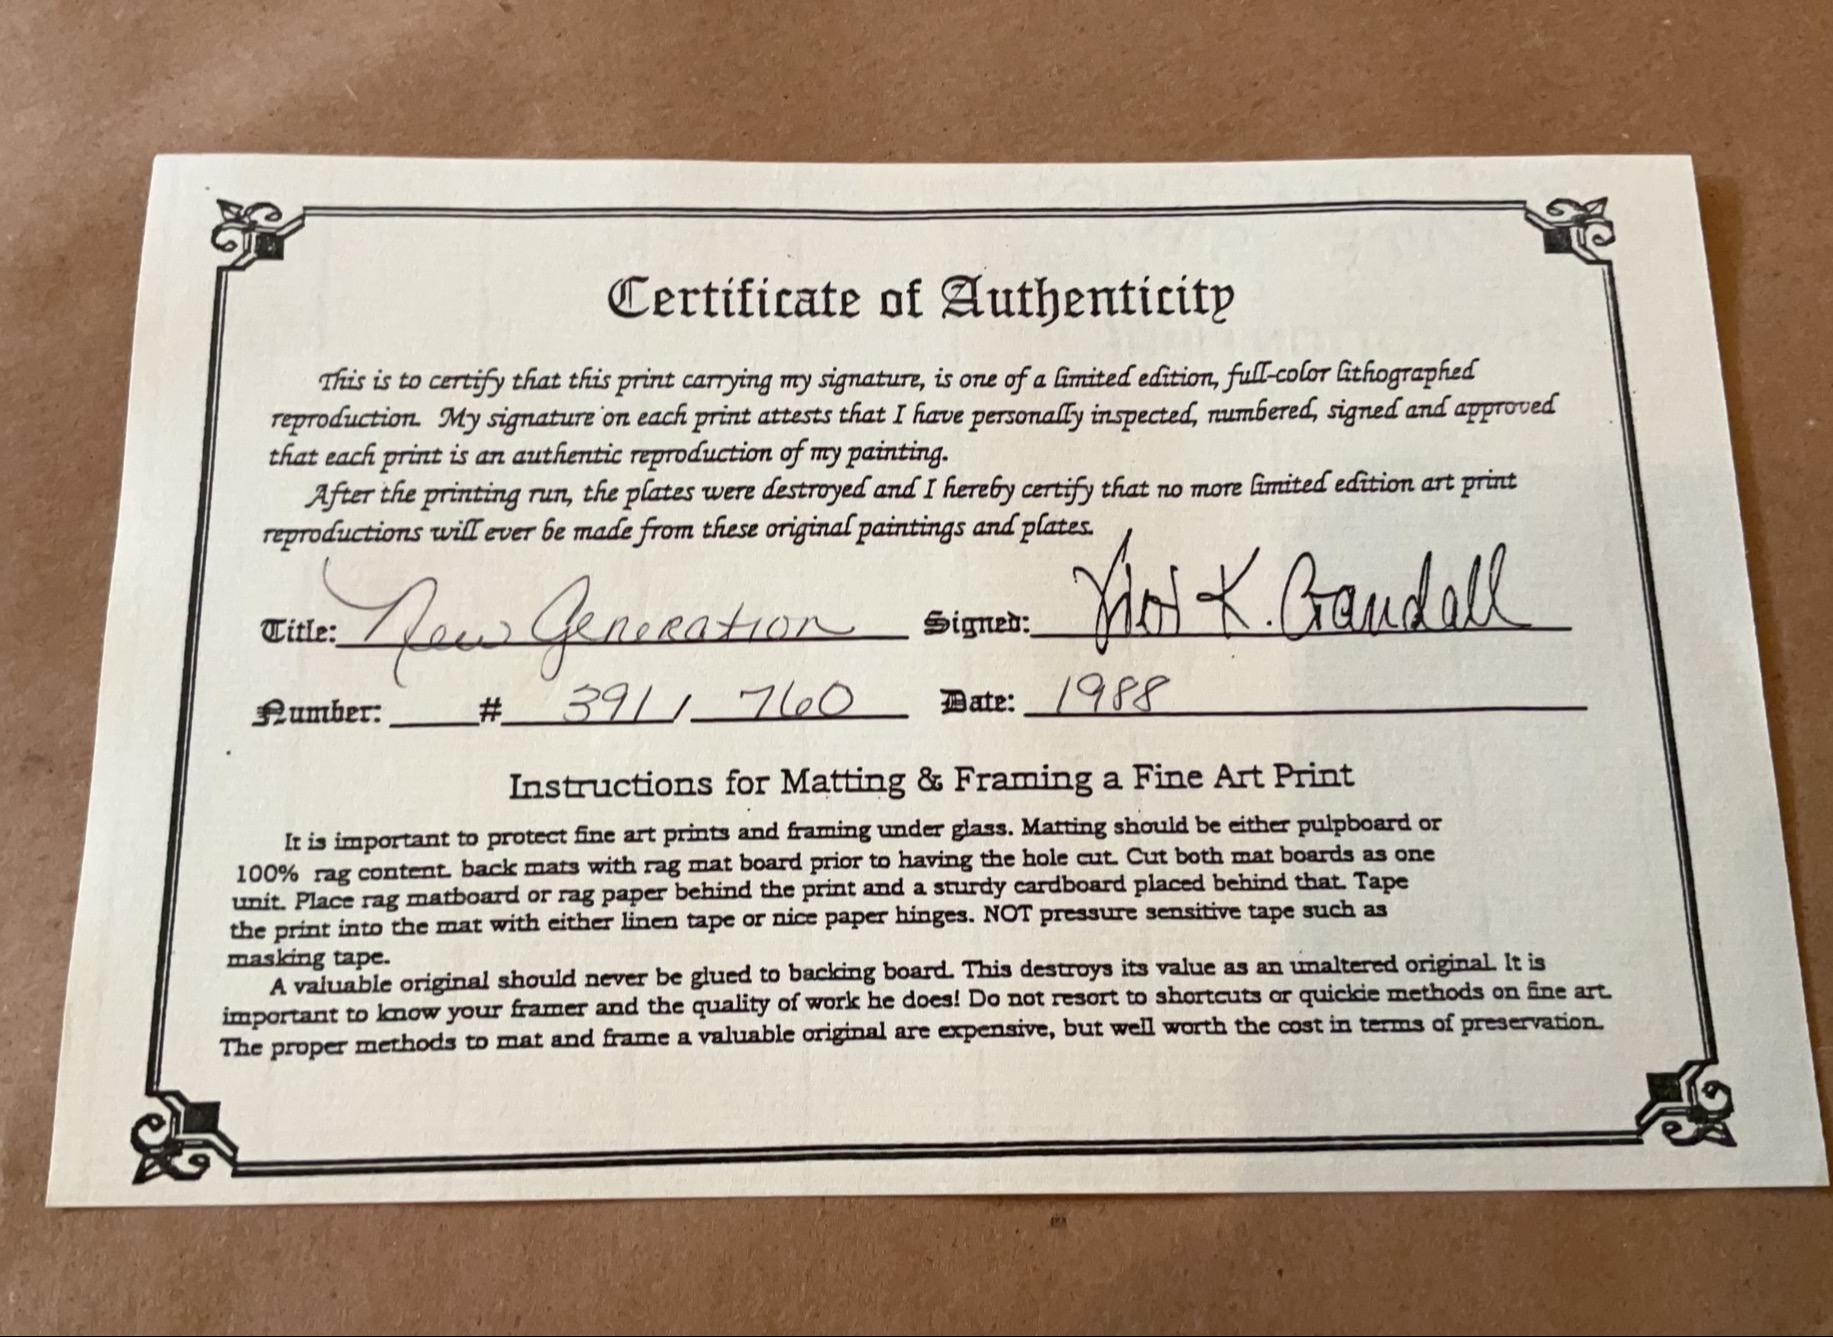 Certificate of Authenticity
This is to certify that this print carrying my signature, is one of a limited edition, full-color lithographed
reproduction. My signature on each print attests that I have personally inspected, numbered, signed and approved
that each print is an authentic reproduction of my painting.
After the printing run, the plates were destroyed and I hereby certify that no more limited edition art print
reproductions will ever be made from these original paintings and plates.
Title: New Generation Signed: K. Crandall
Number: # 391 / 760 Date: 1988
Instructions for Matting & Framing a Fine Art Print
It is important to protect fine art prints and framing under glass. Matting should be either pulpboard or
100% rag content. back mats with rag mat board prior to having the hole cut. Cut both mat boards as one
unit. Place rag matboard or rag paper behind the print and a sturdy cardboard placed behind that. Tape
the print into the mat with either linen tape or nice paper hinges. NOT pressure sensitive tape such as
masking tape.
A valuable original should never be glued to backing board. This destroys its value as an unaltered original. It is
important to know your framer and the quality of work he does! Do not resort to shortcuts or quickie methods on fine art.
The proper methods to mat and frame a valuable original are expensive, but well worth the cost in terms of preservation.